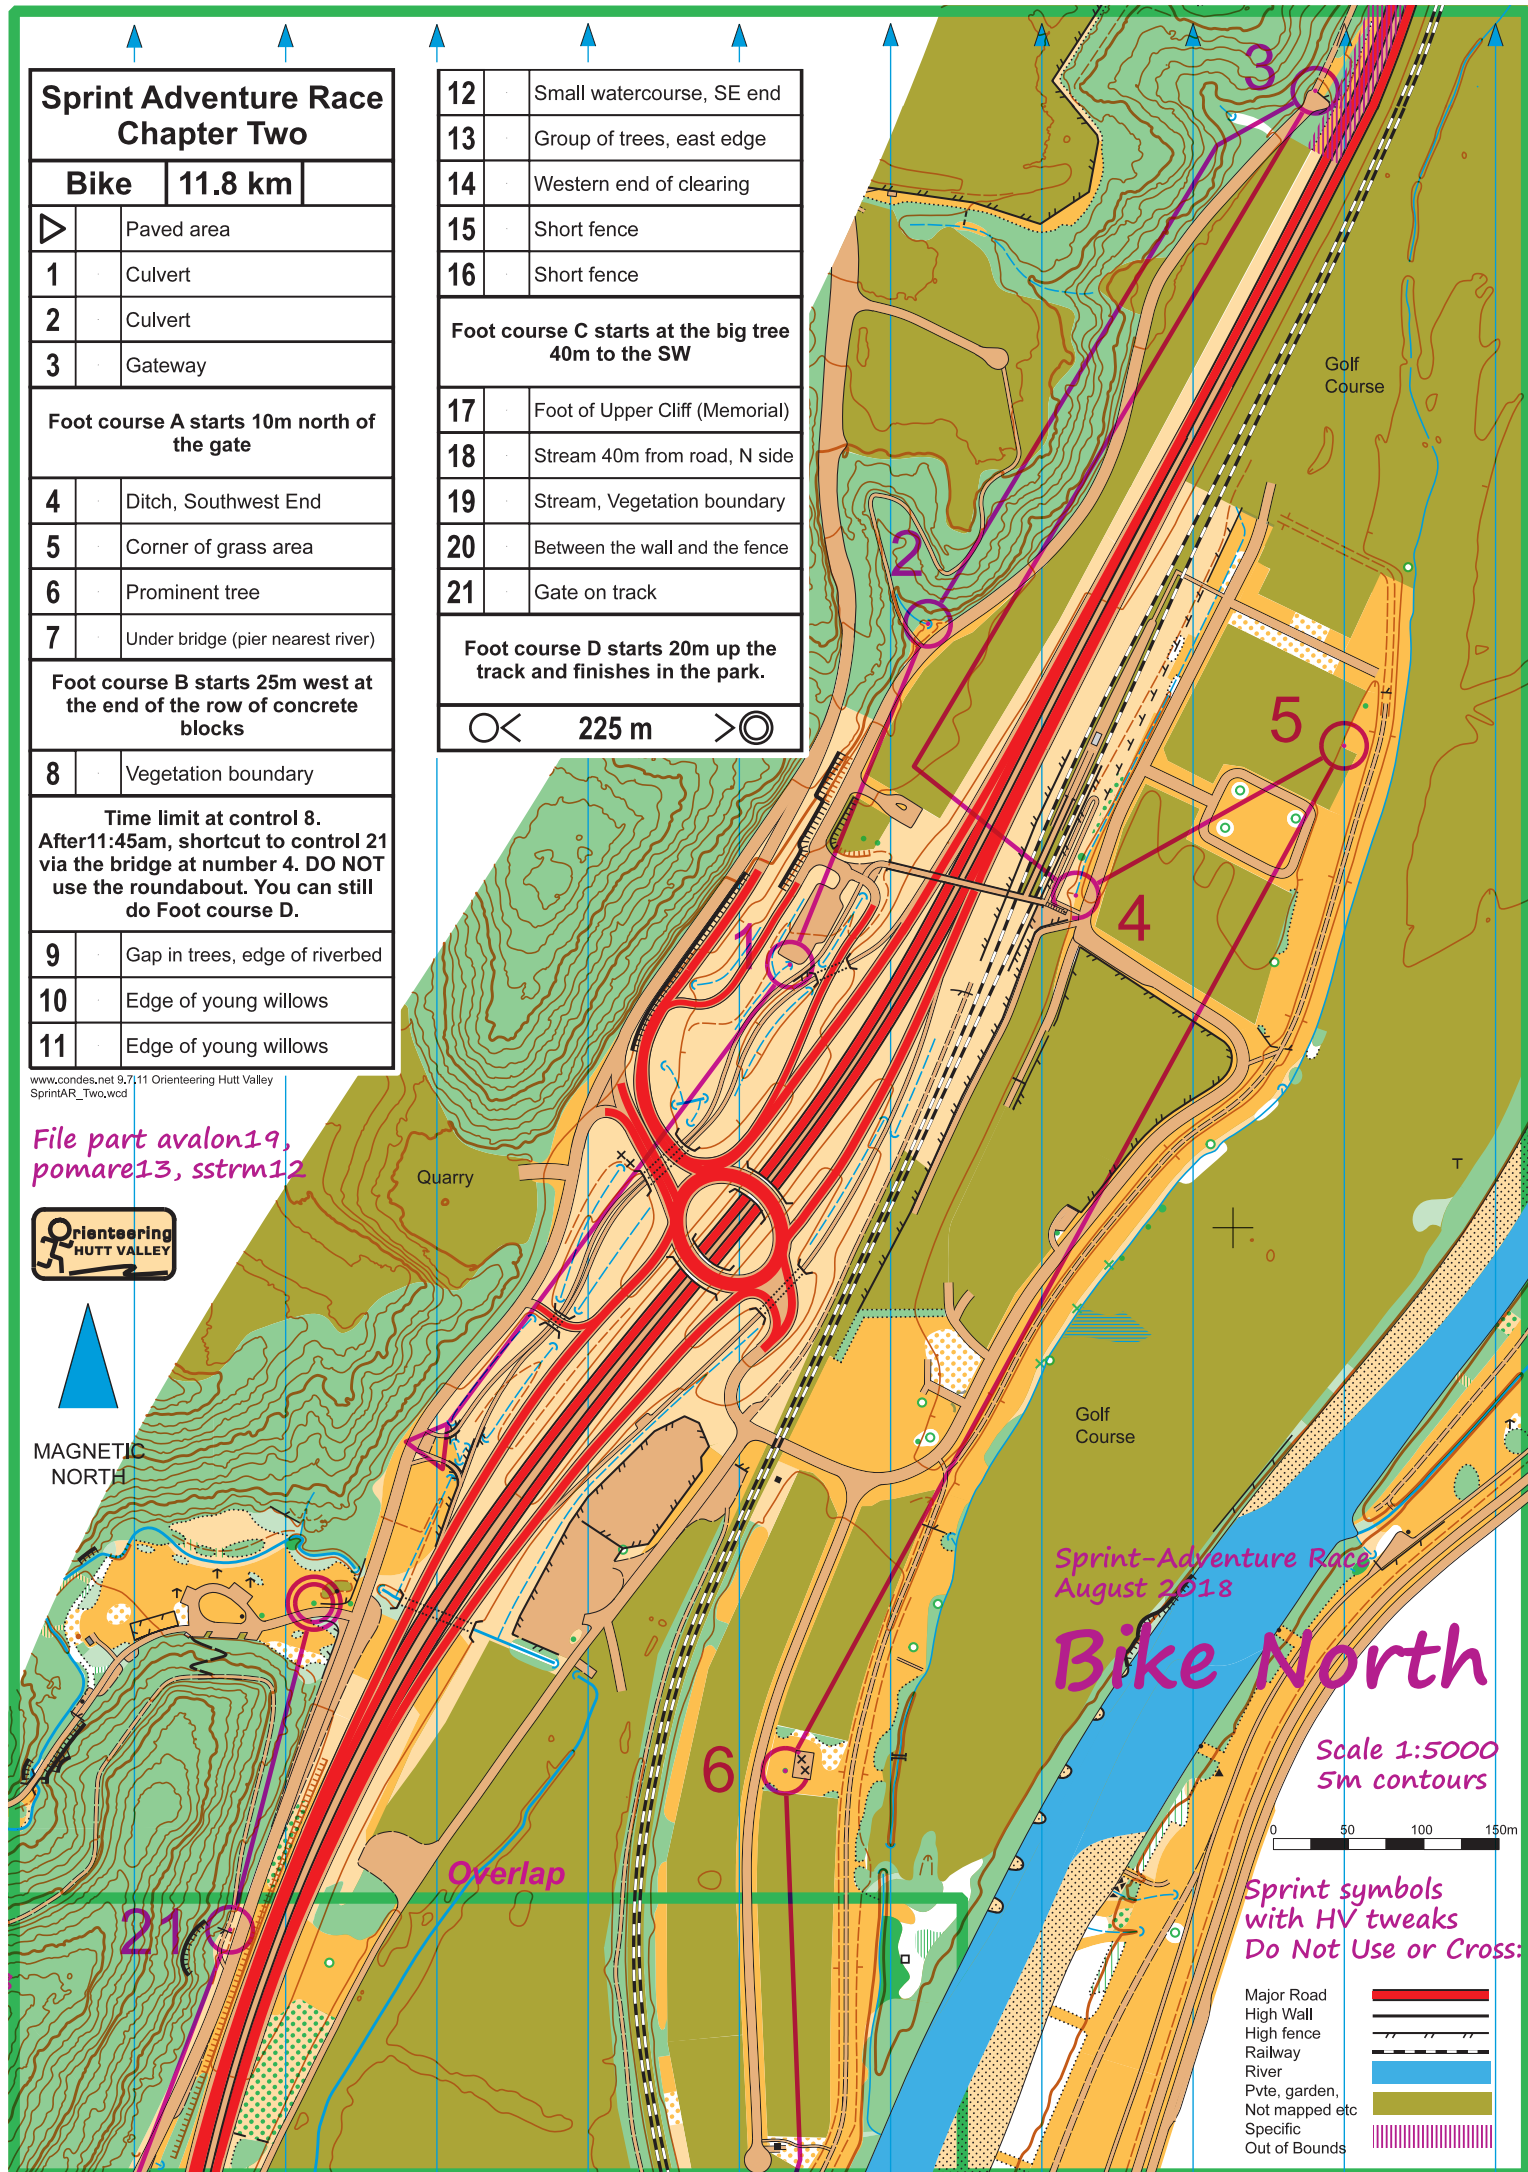 Sprint Adventure Race
Chapter Two
Bike 11.8 km
Paved area
1 Culvert
2 Culvert
3 Gateway
Foot course A starts 10m north of
the gate
4 Ditch, Southwest End
5 Corner of grass area
6 Prominent tree
7 Under bridge (pier nearest river)
Foot course B starts 25m west at
the end of the row of concrete
blocks
8 Vegetation boundary
Time limit at control 8.
After11:45am, shortcut to control 21
via the bridge at number 4. DO NOT
use the roundabout. You can still
do Foot course D.
9 Gap in trees, edge of riverbed
10 Edge of young willows
11 Edge of young willows
www.condes.net 9.7.11 Orienteering Hutt Valley
SprintAR_Two.wcd
12 Small watercourse, SE end
13 Group of trees, east edge
14 Western end of clearing
15 Short fence
16 Short fence
Foot course C starts at the big tree
40m to the SW
17 Foot of Upper Cliff (Memorial)
18 Stream 40m from road, N side
19 Stream, Vegetation boundary
20 Between the wall and the fence
21 Gate on track
Foot course D starts 20m up the
track and finishes in the park.
225 m
File part avalon19,
pomare13, sstrm12
Orienteering
HUTT VALLEY
MAGNETIC
NORTH
Quarry
3
Golf
Course
2
5
4
1
Golf
Course
6
21
Overlap
Sprint-Adventure Race
August 2018
Bike North
Scale 1:5000
5m contours
0 50 100 150m
Sprint symbols
with HV tweaks
Do Not Use or Cross:
Major Road
High Wall
High fence
Railway
River
Pvte, garden,
Not mapped etc
Specific
Out of Bounds